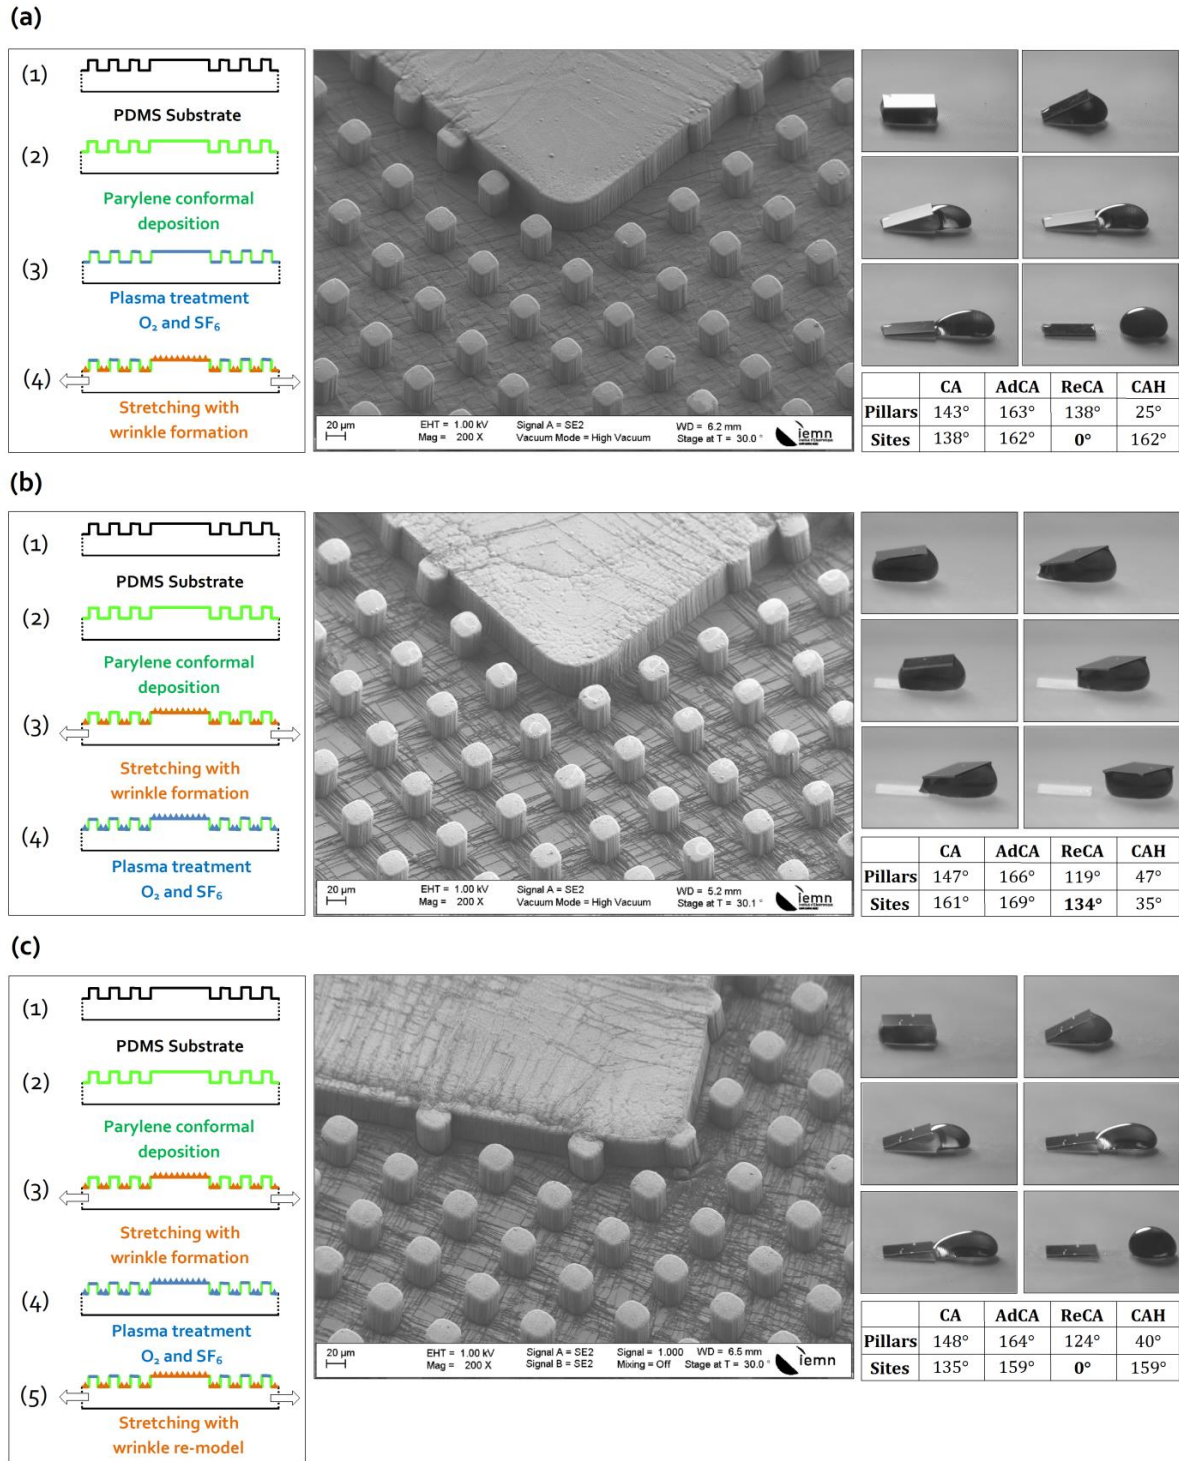 (a)
(1)
PDMS Substrate
(2)
Parylene conformal
deposition
(3)
Plasma treatment
O₂ and SF₆
(4)
Stretching with
wrinkle formation
20 µm
EHT = 1.00 kV
Mag = 200 X
Signal A = SE2
Vacuum Mode = High Vacuum
WD = 6.2 mm
Stage at T = 30.0 °
iemn
CA AdCA ReCA CAH
Pillars 143° 163° 138° 25°
Sites 138° 162° 0° 162°
(b)
(1)
PDMS Substrate
(2)
Parylene conformal
deposition
(3)
Stretching with
wrinkle formation
(4)
Plasma treatment
O₂ and SF₆
20 µm
EHT = 1.00 kV
Mag = 200 X
Signal A = SE2
Vacuum Mode = High Vacuum
WD = 5.2 mm
Stage at T = 30.1 °
iemn
CA AdCA ReCA CAH
Pillars 147° 166° 119° 47°
Sites 161° 169° 134° 35°
(c)
(1)
PDMS Substrate
(2)
Parylene conformal
deposition
(3)
Stretching with
wrinkle formation
(4)
Plasma treatment
O₂ and SF₆
(5)
Stretching with
wrinkle re-model
20 µm
EHT = 1.00 kV
Mag = 200 X
Signal A = SE2
Signal B = SE2
Signal = 1.000
Mixing = Off
WD = 6.5 mm
Stage at T = 30.0 °
iemn
CA AdCA ReCA CAH
Pillars 148° 164° 124° 40°
Sites 135° 159° 0° 159°